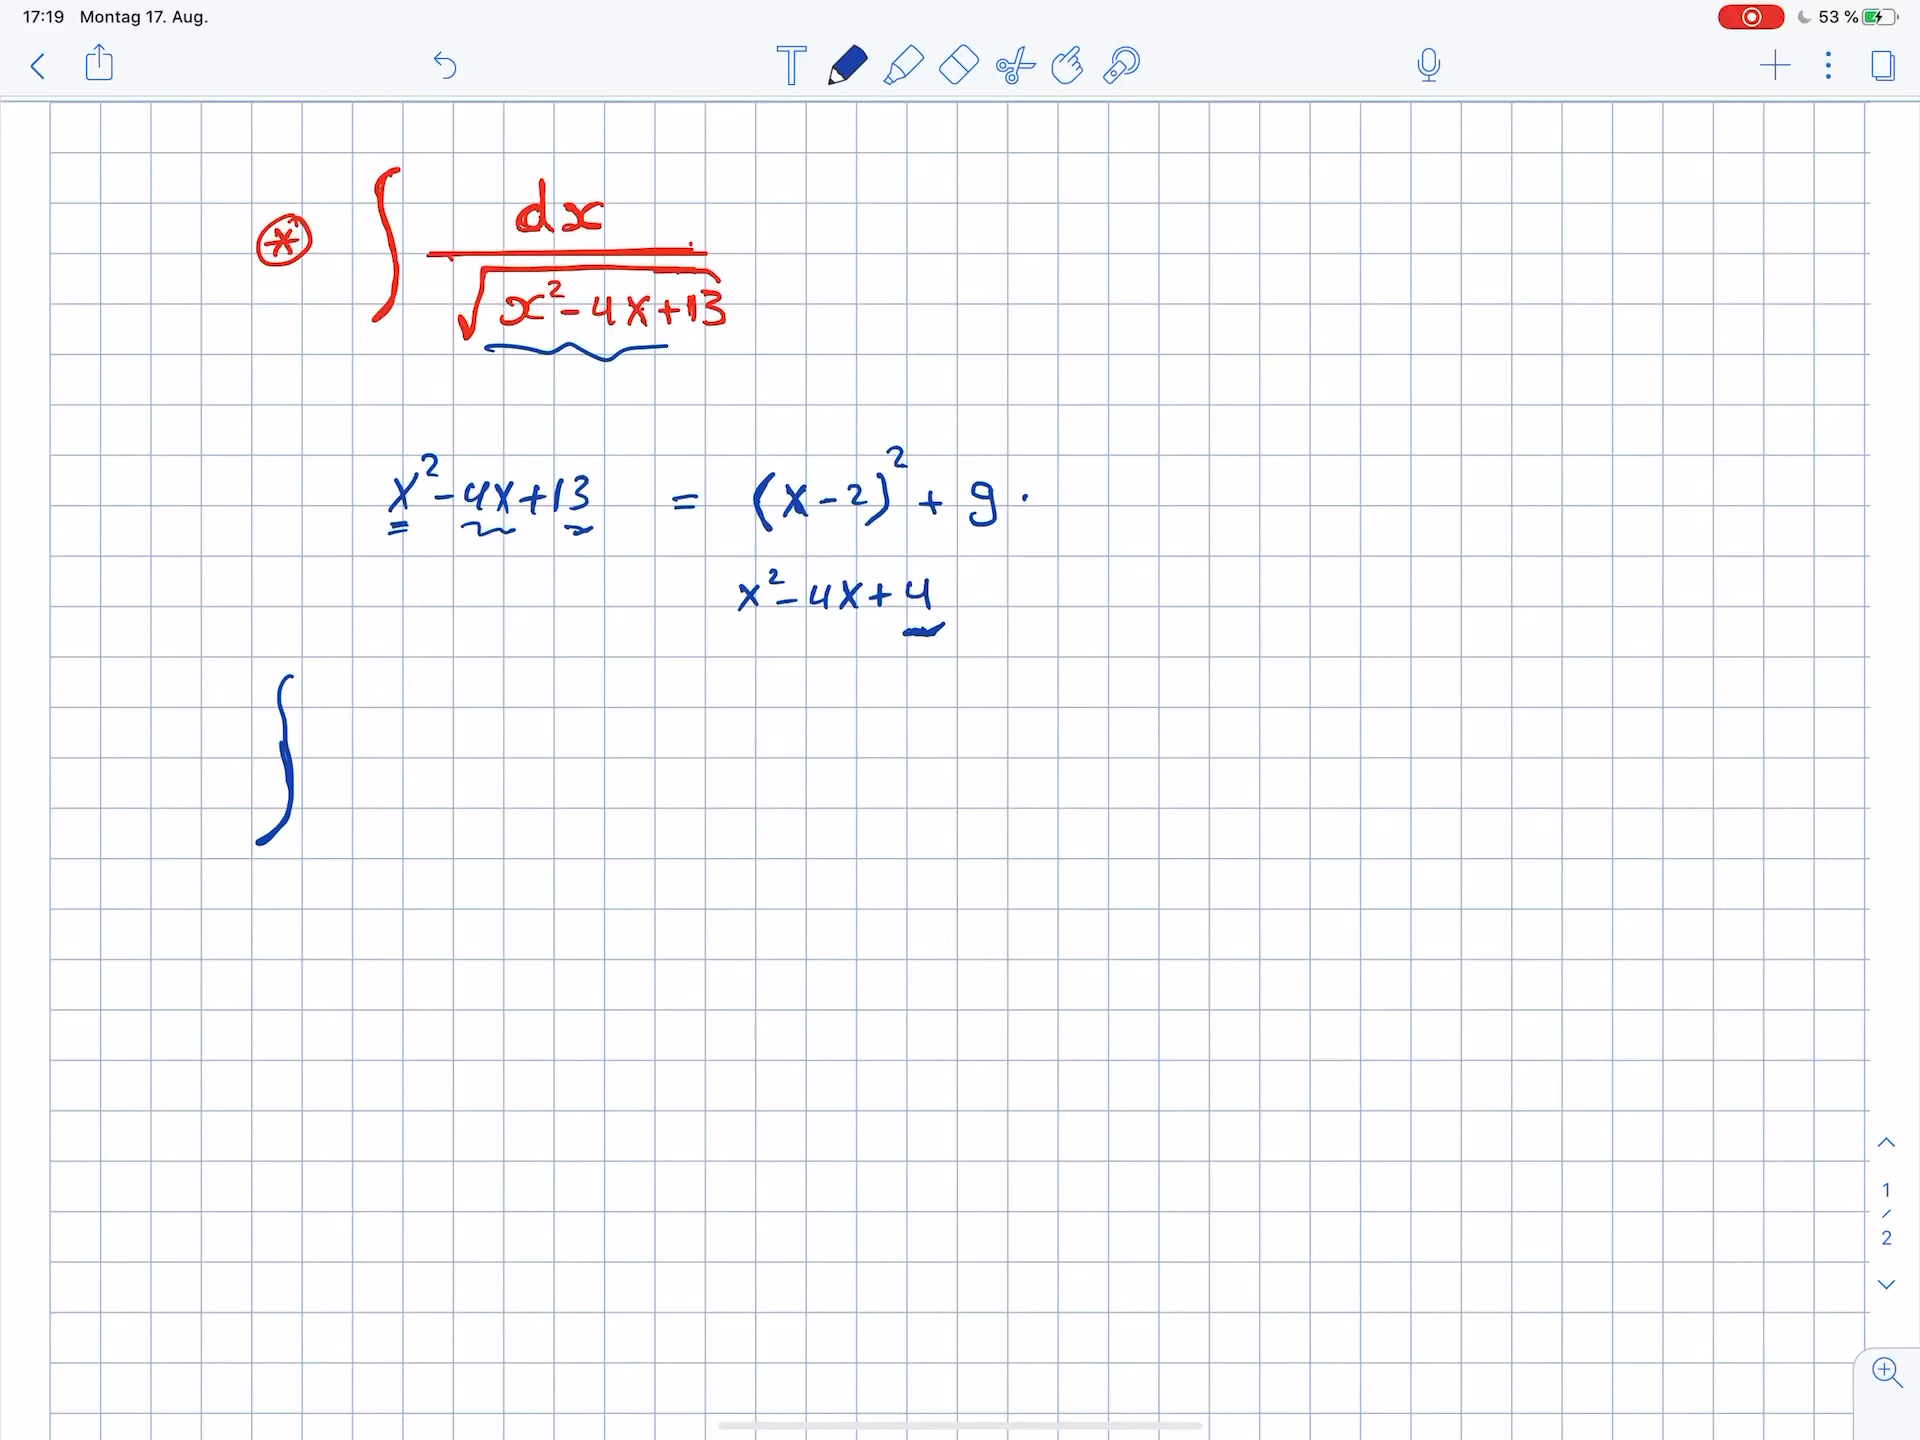 17:19 Montag 17. Aug. 53 %
T
* ∫ dx / √(x² - 4x + 13)
x² - 4x + 13 = (x - 2)² + 9 .
x² - 4x + 4
∫
1
/
2